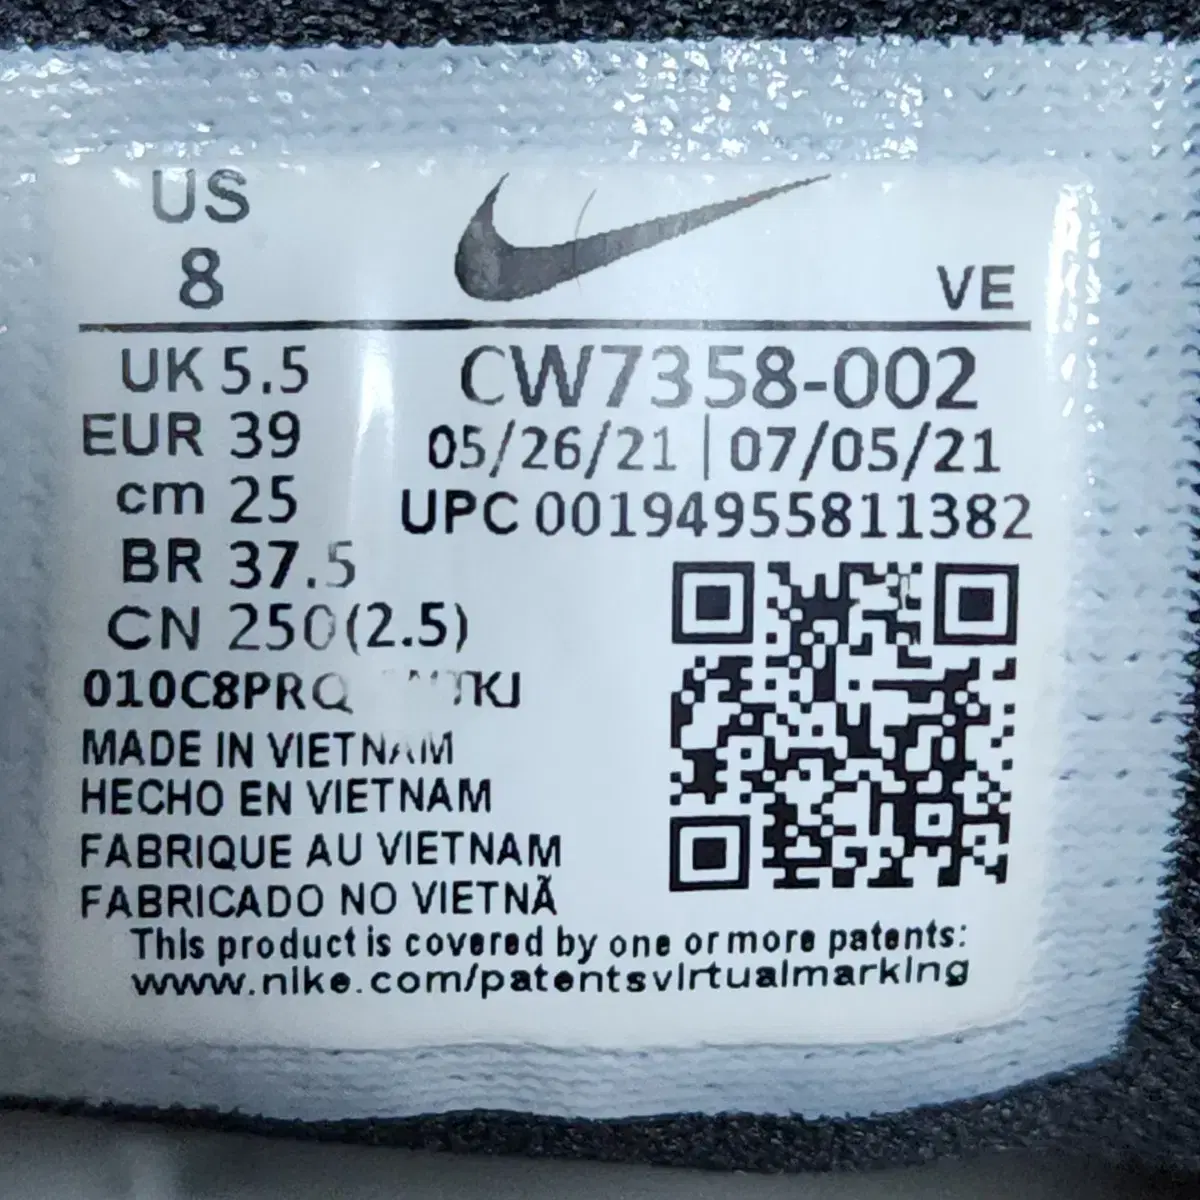 US
8
VE
UK 5.5
EUR 39
cm 25
BR 37.5
CN 250(2.5)
CW7358-002
05/26/21 | 07/05/21
UPC 00194955811382
MADE IN VIETNAM
HECHO EN VIETNAM
FABRIQUE AU VIETNAM
FABRICADO NO VIETNÃ
This product is covered by one or more patents:
www.nike.com/patentsvirtualmarking